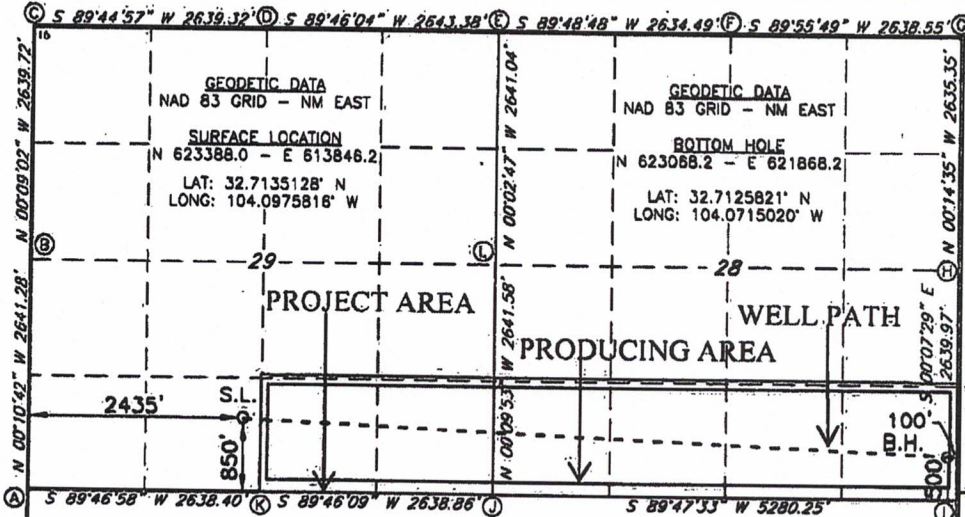 Ⓒ S 89°44'57" W 2639.32' Ⓓ S 89°46'04" W 2643.38' Ⓔ S 89°48'48" W 2634.49' Ⓕ S 89°55'49" W 2638.55' Ⓖ
16
N 00°09'02" W 2639.72'
GEODETIC DATA
NAD 83 GRID - NM EAST
SURFACE LOCATION
N 623388.0 - E 613846.2
LAT: 32.7135128° N
LONG: 104.0975816° W
N 00°02'47" W 2641.04'
GEODETIC DATA
NAD 83 GRID - NM EAST
BOTTOM HOLE
N 623068.2 - E 621868.2
LAT: 32.7125821° N
LONG: 104.0715020° W
N 00°14'35" W 2635.35'
Ⓑ
29
Ⓛ
28
Ⓗ
N 00°10'42" W 2641.28'
PROJECT AREA
N 00°09'53" W 2641.58'
PRODUCING AREA
WELL PATH
S 00°07'29" E 2639.97'
2435'
S.L.
850'
100'
B.H.
500'
Ⓐ S 89°46'58" W 2638.40' Ⓚ S 89°46'09" W 2638.86' Ⓙ S 89°47'33" W 5280.25' Ⓘ